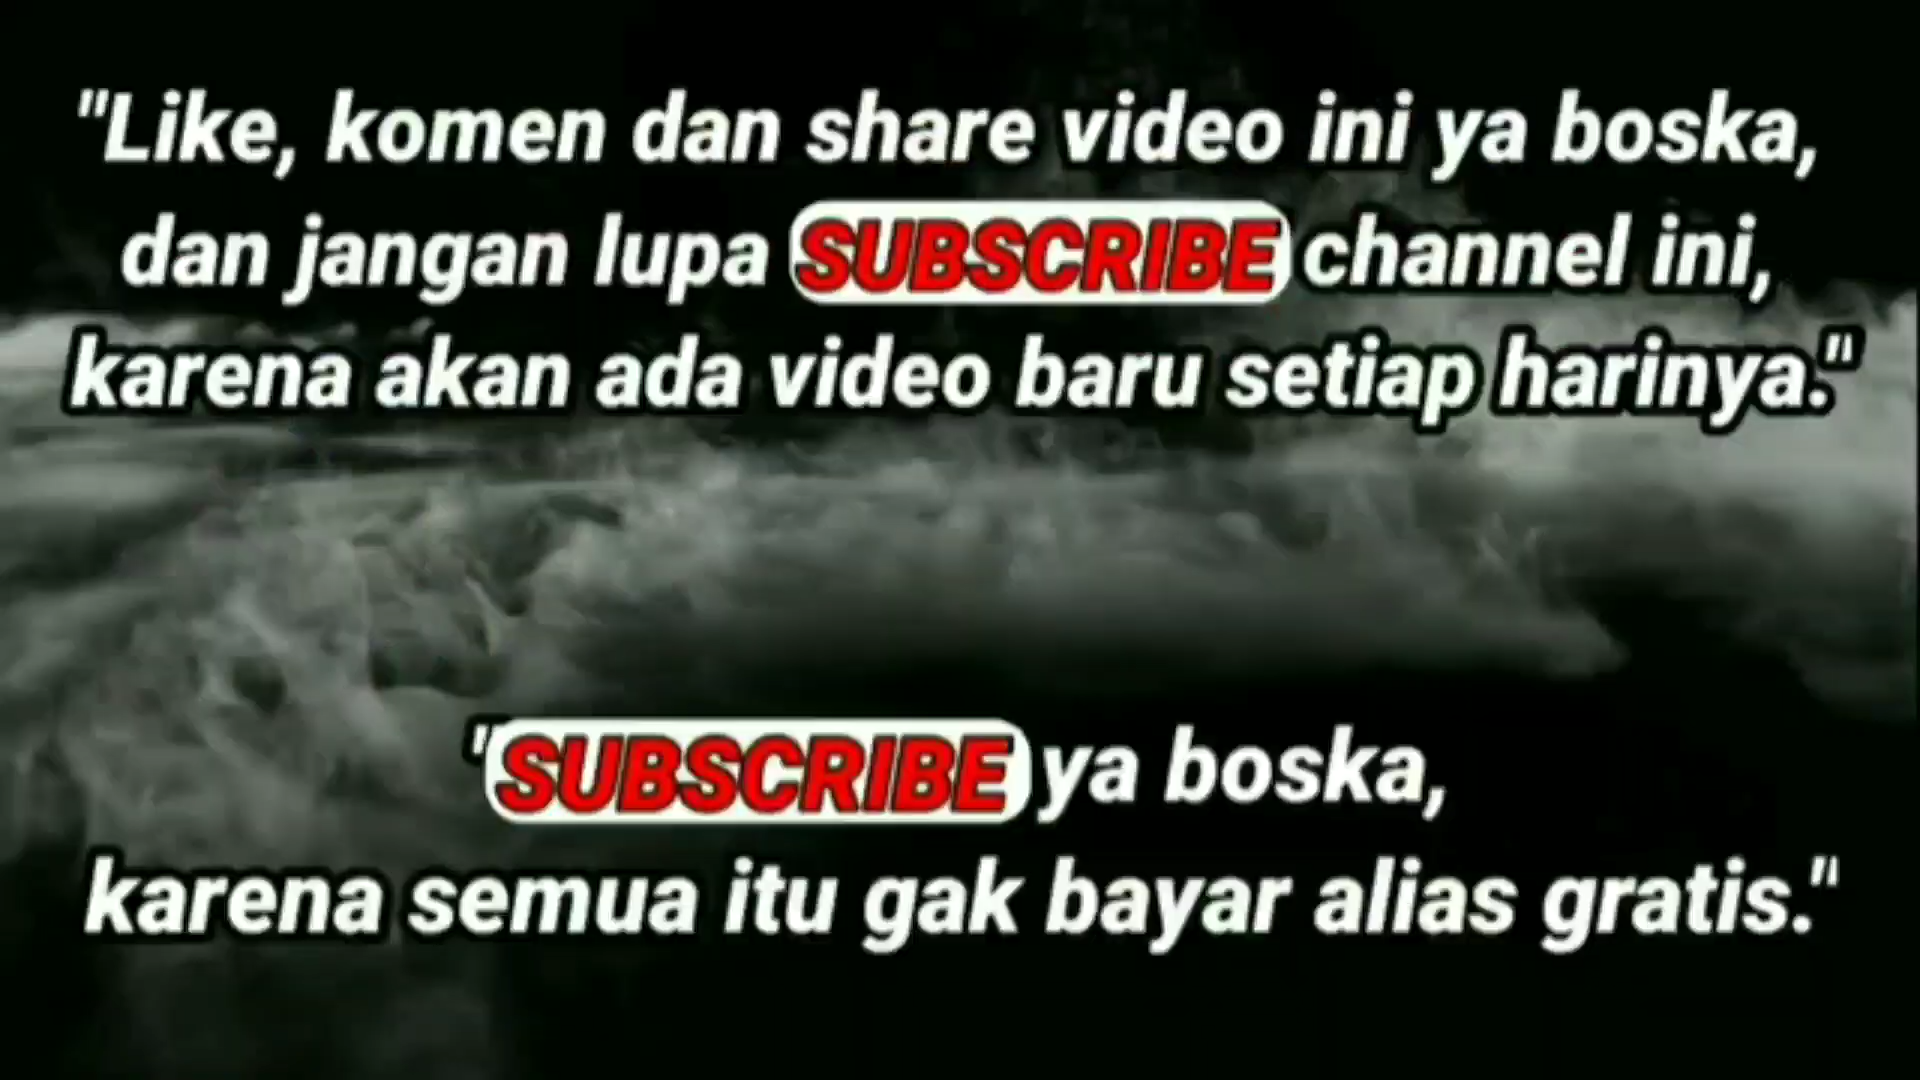 "Like, komen dan share video ini ya boska,
dan jangan lupa SUBSCRIBE channel ini,
karena akan ada video baru setiap harinya."
"SUBSCRIBE ya boska,
karena semua itu gak bayar alias gratis."